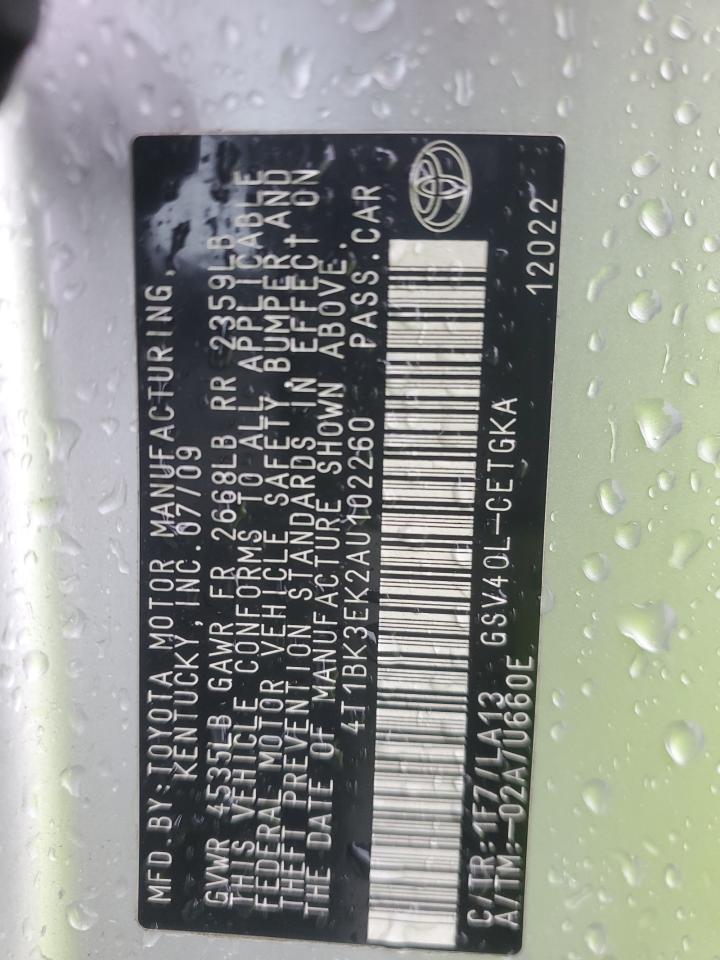 MFD.BY:TOYOTA MOTOR MANUFACTURING,
KENTUCKY,INC.07/09
GVWR 4535LB GAWR FR 2668LB RR 2359LB
THIS VEHICLE CONFORMS TO ALL APPLICABLE
FEDERAL MOTOR VEHICLE SAFETY,BUMPER AND
THEFT PREVENTION STANDARDS IN EFFECT ON
THE DATE OF MANUFACTURE SHOWN ABOVE.
4T1BK3EK2AU102260 PASS.CAR
C/TR:1F7/LA13 GSV40L-CETGKA
A/TM:-02A/U660E 12022